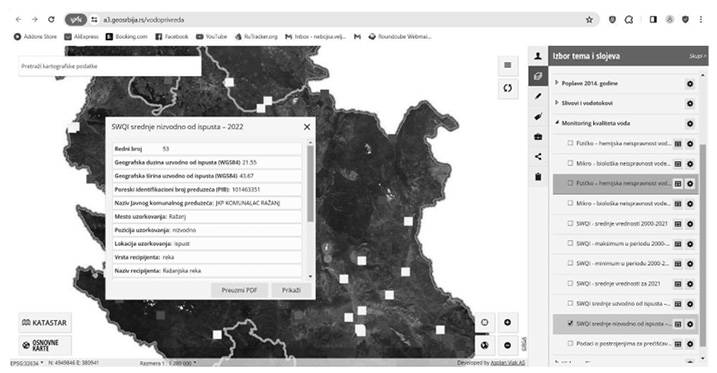 a3.geosrbija.rs/vodoprivreda
Addons Store
AliExpress
Booking.com
Facebook
YouTube
RuTracker.org
Inbox - nebojsa.velj...
Roundcube Webmai...
Pretraži kartografske podatke
SWQI srednje nizvodno od ispusta – 2022
Redni broj 53
Geografska duzina uzvodno od ispusta (WGS84) 21.55
Geografska širina uzvodno od ispusta (WGS84) 43.67
Poreski identifikacioni broj preduzeća (PIB): 101463351
Naziv Javnog komunalnog preduzeća: JKP KOMUNALAC RAŽANJ
Mesto uzorkovanja: Ražanj
Pozicija uzorkovanja: nizvodno
Lokacija uzorkovanja: ispust
Vrsta recipijenta: reka
Naziv recipijenta: Ražanjska reka
Preuzmi PDF
Prikaži
KATASTAR
OSNOVNE
KARTE
EPSG:32634
N: 4949846 E: 380941
Razmera 1: 1.280 000
Developed by Asplan Viak AS
Izbor tema i slojeva
Skupi
Poplave 2014. godine
Slivovi i vodotokovi
Monitoring kvaliteta voda
Fizičko – hemijska neispravnost vode...
Mikro - biološka neispravnost vode...
Fizičko – hemijska neispravnost vod...
Mikro – biološka neispravnost vode...
SWQI - srednje vrednosti 2000-2021
SWQI - maksimum u periodu 2000-...
SWQI - minimum u periodu 2000-2...
SWQI - srednje vrednosti za 2021
SWQI srednje uzvodno od ispusta –...
SWQI srednje nizvodno od ispusta –...
Podaci o postrojenjima za prečišćav...